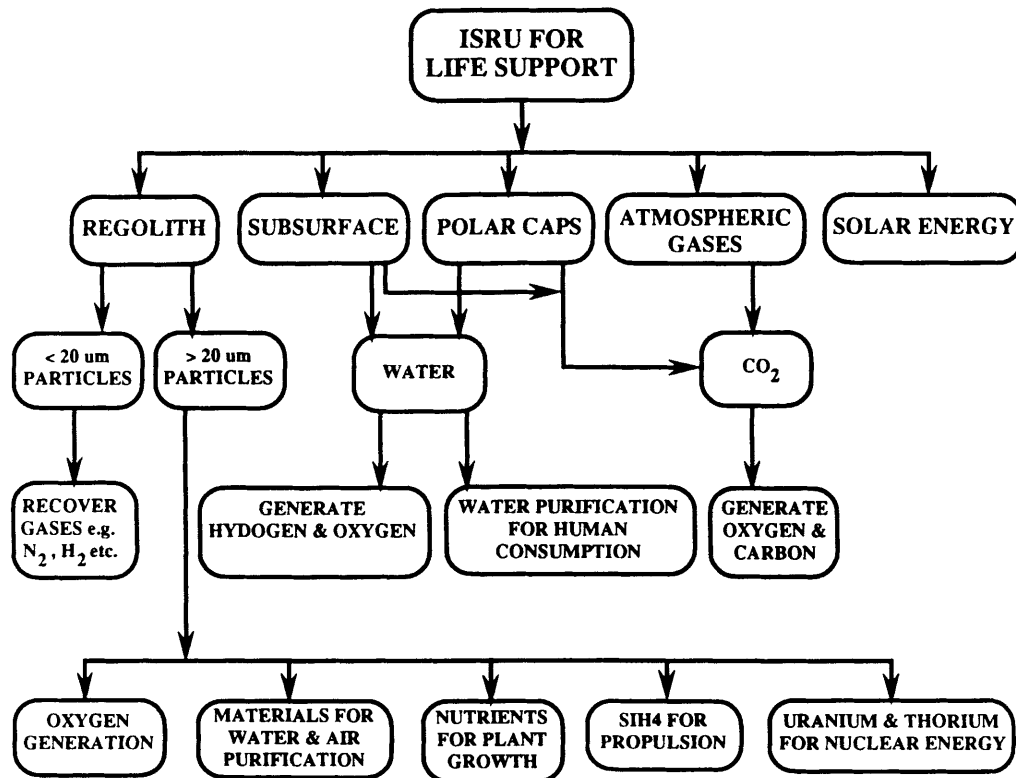 ISRU FOR
LIFE SUPPORT
REGOLITH
SUBSURFACE
POLAR CAPS
ATMOSPHERIC
GASES
SOLAR ENERGY
< 20 um
PARTICLES
> 20 um
PARTICLES
WATER
CO2
RECOVER
GASES e.g.
N2 , H2 etc.
GENERATE
HYDOGEN & OXYGEN
WATER PURIFICATION
FOR HUMAN
CONSUMPTION
GENERATE
OXYGEN &
CARBON
OXYGEN
GENERATION
MATERIALS FOR
WATER & AIR
PURIFICATION
NUTRIENTS
FOR PLANT
GROWTH
SIH4 FOR
PROPULSION
URANIUM & THORIUM
FOR NUCLEAR ENERGY